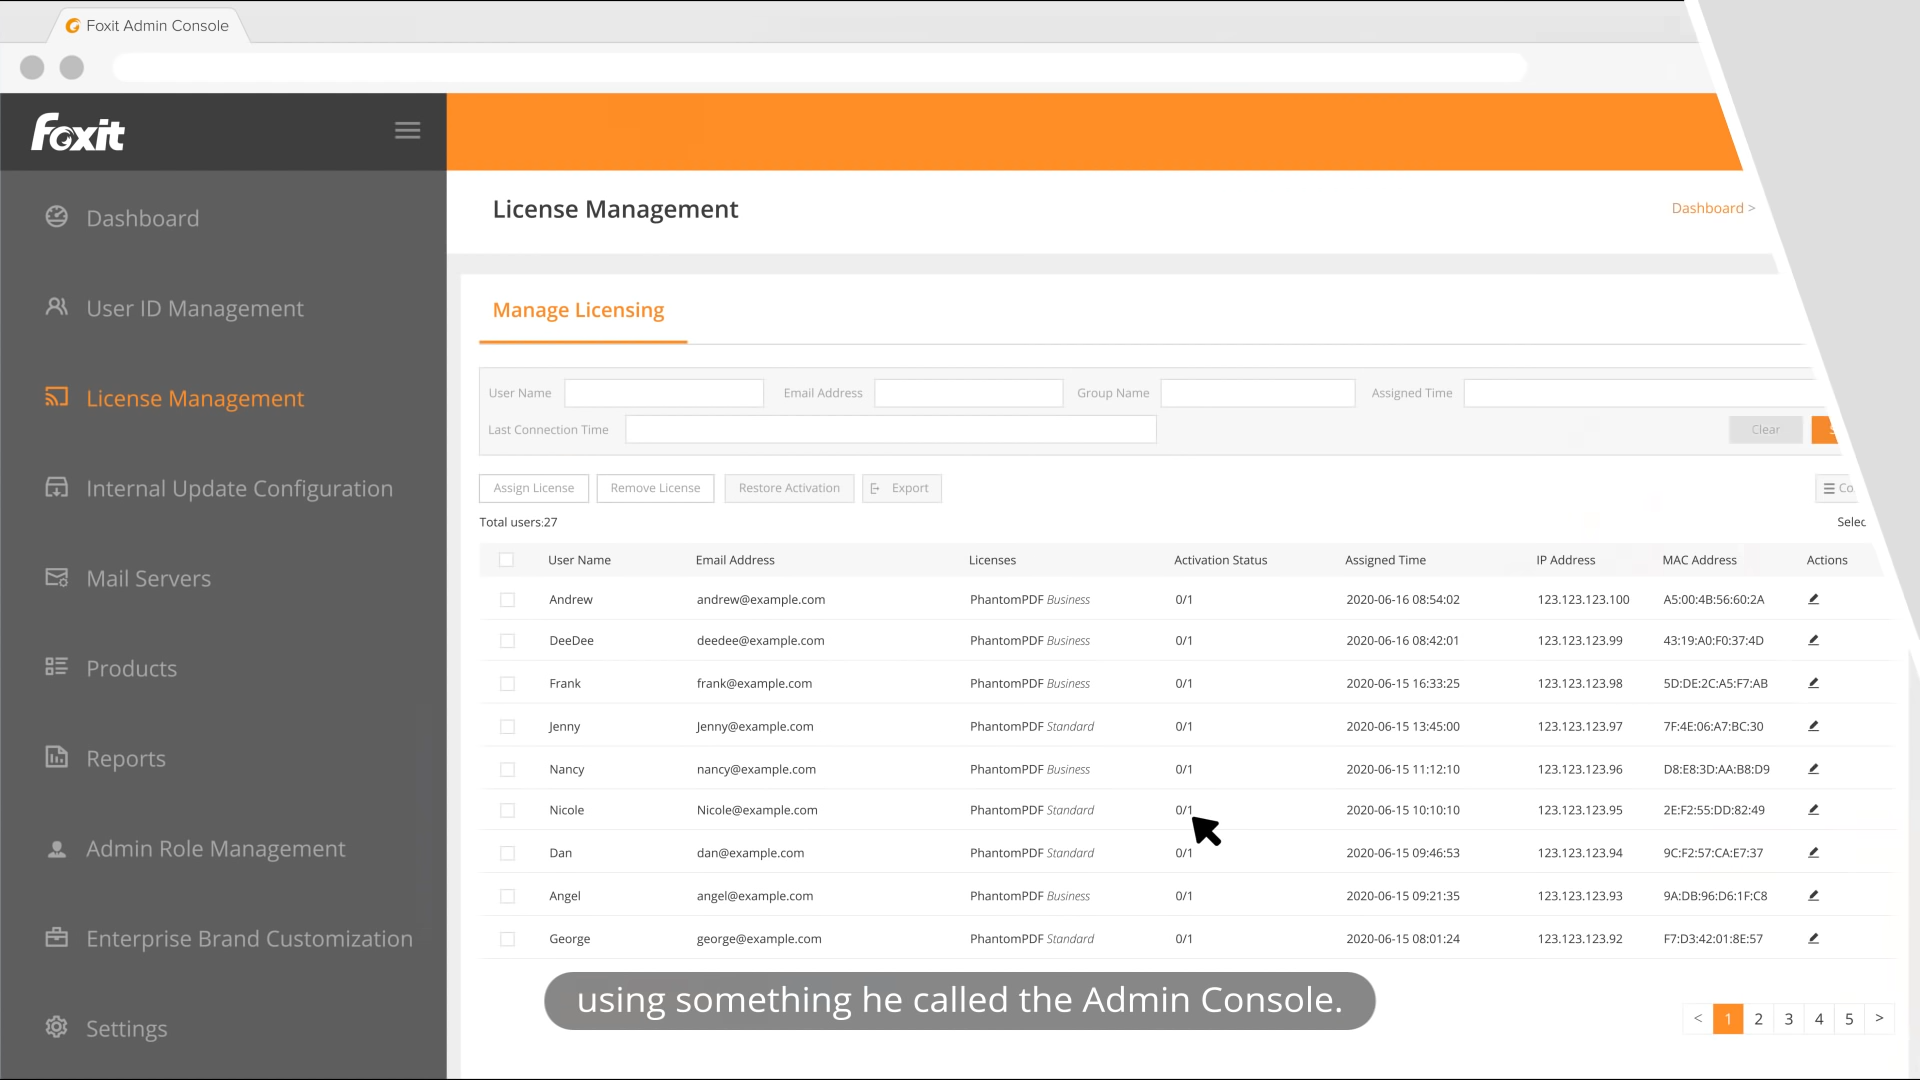 Foxit Admin Console
Foxit
Dashboard
User ID Management
License Management
Internal Update Configuration
Mail Servers
Products
Reports
Admin Role Management
Enterprise Brand Customization
Settings
License Management
Dashboard >
Manage Licensing
User Name Email Address Group Name Assigned Time
Last Connection Time Clear
Assign License Remove License Restore Activation Export Co
Total users:27 Selec
User Name Email Address Licenses Activation Status Assigned Time IP Address MAC Address Actions
Andrew andrew@example.com PhantomPDF Business 0/1 2020-06-16 08:54:02 123.123.123.100 A5:00:4B:56:60:2A
DeeDee deedee@example.com PhantomPDF Business 0/1 2020-06-16 08:42:01 123.123.123.99 43:19:A0:F0:37:4D
Frank frank@example.com PhantomPDF Business 0/1 2020-06-15 16:33:25 123.123.123.98 5D:DE:2C:A5:F7:AB
Jenny Jenny@example.com PhantomPDF Standard 0/1 2020-06-15 13:45:00 123.123.123.97 7F:4E:06:A7:BC:30
Nancy nancy@example.com PhantomPDF Business 0/1 2020-06-15 11:12:10 123.123.123.96 D8:E8:3D:AA:B8:D9
Nicole Nicole@example.com PhantomPDF Standard 0/1 2020-06-15 10:10:10 123.123.123.95 2E:F2:55:DD:82:49
Dan dan@example.com PhantomPDF Standard 0/1 2020-06-15 09:46:53 123.123.123.94 9C:F2:57:CA:E7:37
Angel angel@example.com PhantomPDF Business 0/1 2020-06-15 09:21:35 123.123.123.93 9A:DB:96:D6:1F:C8
George george@example.com PhantomPDF Standard 0/1 2020-06-15 08:01:24 123.123.123.92 F7:D3:42:01:8E:57
using something he called the Admin Console.
< 1 2 3 4 5 >